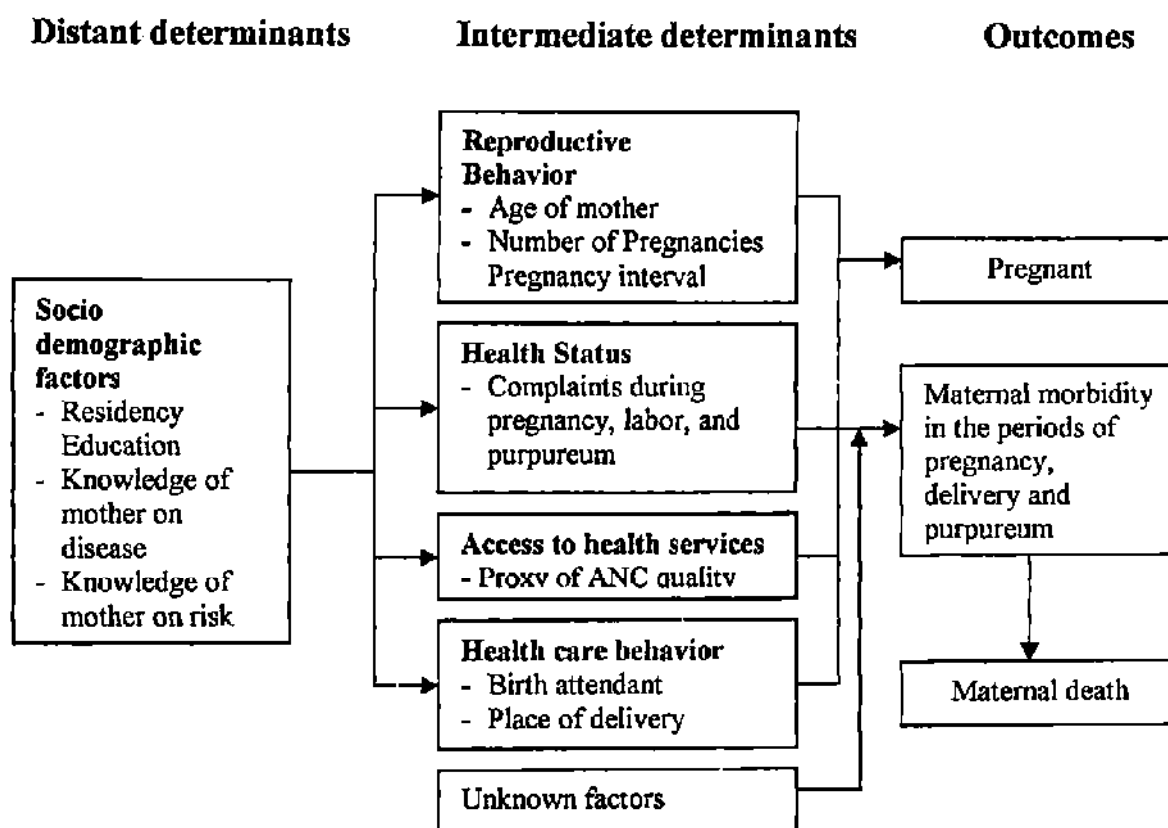 Distant determinants
Intermediate determinants
Outcomes
Socio
demographic
factors
- Residency
Education
- Knowledge of
mother on
disease
- Knowledge of
mother on risk
Reproductive
Behavior
- Age of mother
- Number of Pregnancies
Pregnancy interval
Health Status
- Complaints during
pregnancy, labor, and
purpureum
Access to health services
- Proxy of ANC quality
Health care behavior
- Birth attendant
- Place of delivery
Unknown factors
Pregnant
Maternal morbidity
in the periods of
pregnancy,
delivery and
purpureum
Maternal death